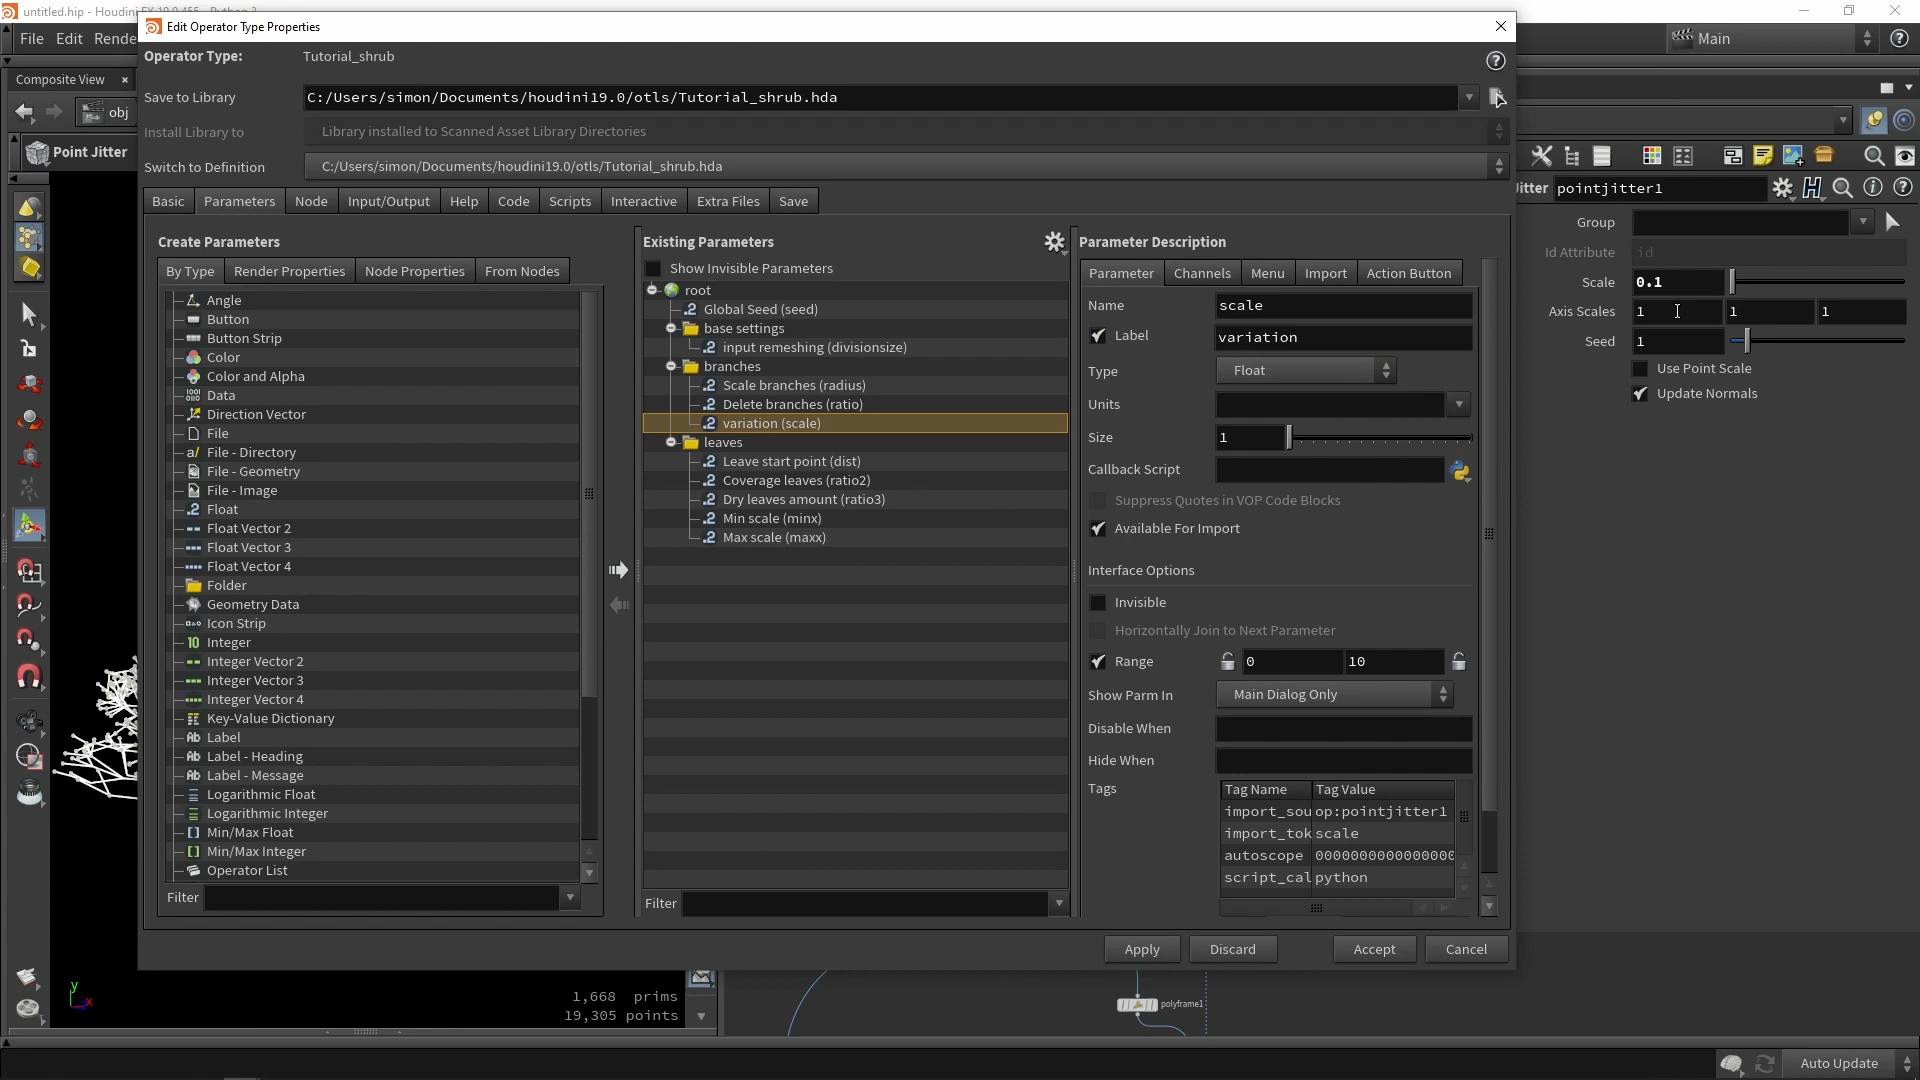 untitled.hip - Houdini FX 19.0.455 - Python 3
Edit Operator Type Properties
File Edit Rende
Main
Operator Type: Tutorial_shrub
Composite View
Save to Library C:/Users/simon/Documents/houdini19.0/otls/Tutorial_shrub.hda
obj
Install Library to Library installed to Scanned Asset Library Directories
Point Jitter
Switch to Definition C:/Users/simon/Documents/houdini19.0/otls/Tutorial_shrub.hda
Basic Parameters Node Input/Output Help Code Scripts Interactive Extra Files Save
Create Parameters
By Type Render Properties Node Properties From Nodes
Angle
Button
Button Strip
Color
Color and Alpha
Data
Direction Vector
File
File - Directory
File - Geometry
File - Image
Float
Float Vector 2
Float Vector 3
Float Vector 4
Folder
Geometry Data
Icon Strip
Integer
Integer Vector 2
Integer Vector 3
Integer Vector 4
Key-Value Dictionary
Label
Label - Heading
Label - Message
Logarithmic Float
Logarithmic Integer
Min/Max Float
Min/Max Integer
Operator List
Filter
Existing Parameters
Show Invisible Parameters
root
Global Seed (seed)
base settings
input remeshing (divisionsize)
branches
Scale branches (radius)
Delete branches (ratio)
variation (scale)
leaves
Leave start point (dist)
Coverage leaves (ratio2)
Dry leaves amount (ratio3)
Min scale (minx)
Max scale (maxx)
Filter
Parameter Description
Parameter Channels Menu Import Action Button
Name scale
Label variation
Type Float
Units
Size 1
Callback Script
Suppress Quotes in VOP Code Blocks
Available For Import
Interface Options
Invisible
Horizontally Join to Next Parameter
Range 0 10
Show Parm In Main Dialog Only
Disable When
Hide When
Tags Tag Name Tag Value
import_sou op:pointjitter1
import_tok scale
autoscope 0000000000000000
script_cal python
Apply Discard Accept Cancel
itter pointjitter1
Group
Id Attribute id
Scale 0.1
Axis Scales 1 1 1
Seed 1
Use Point Scale
Update Normals
y
x
1,668 prims
19,305 points
polyframe1
Auto Update